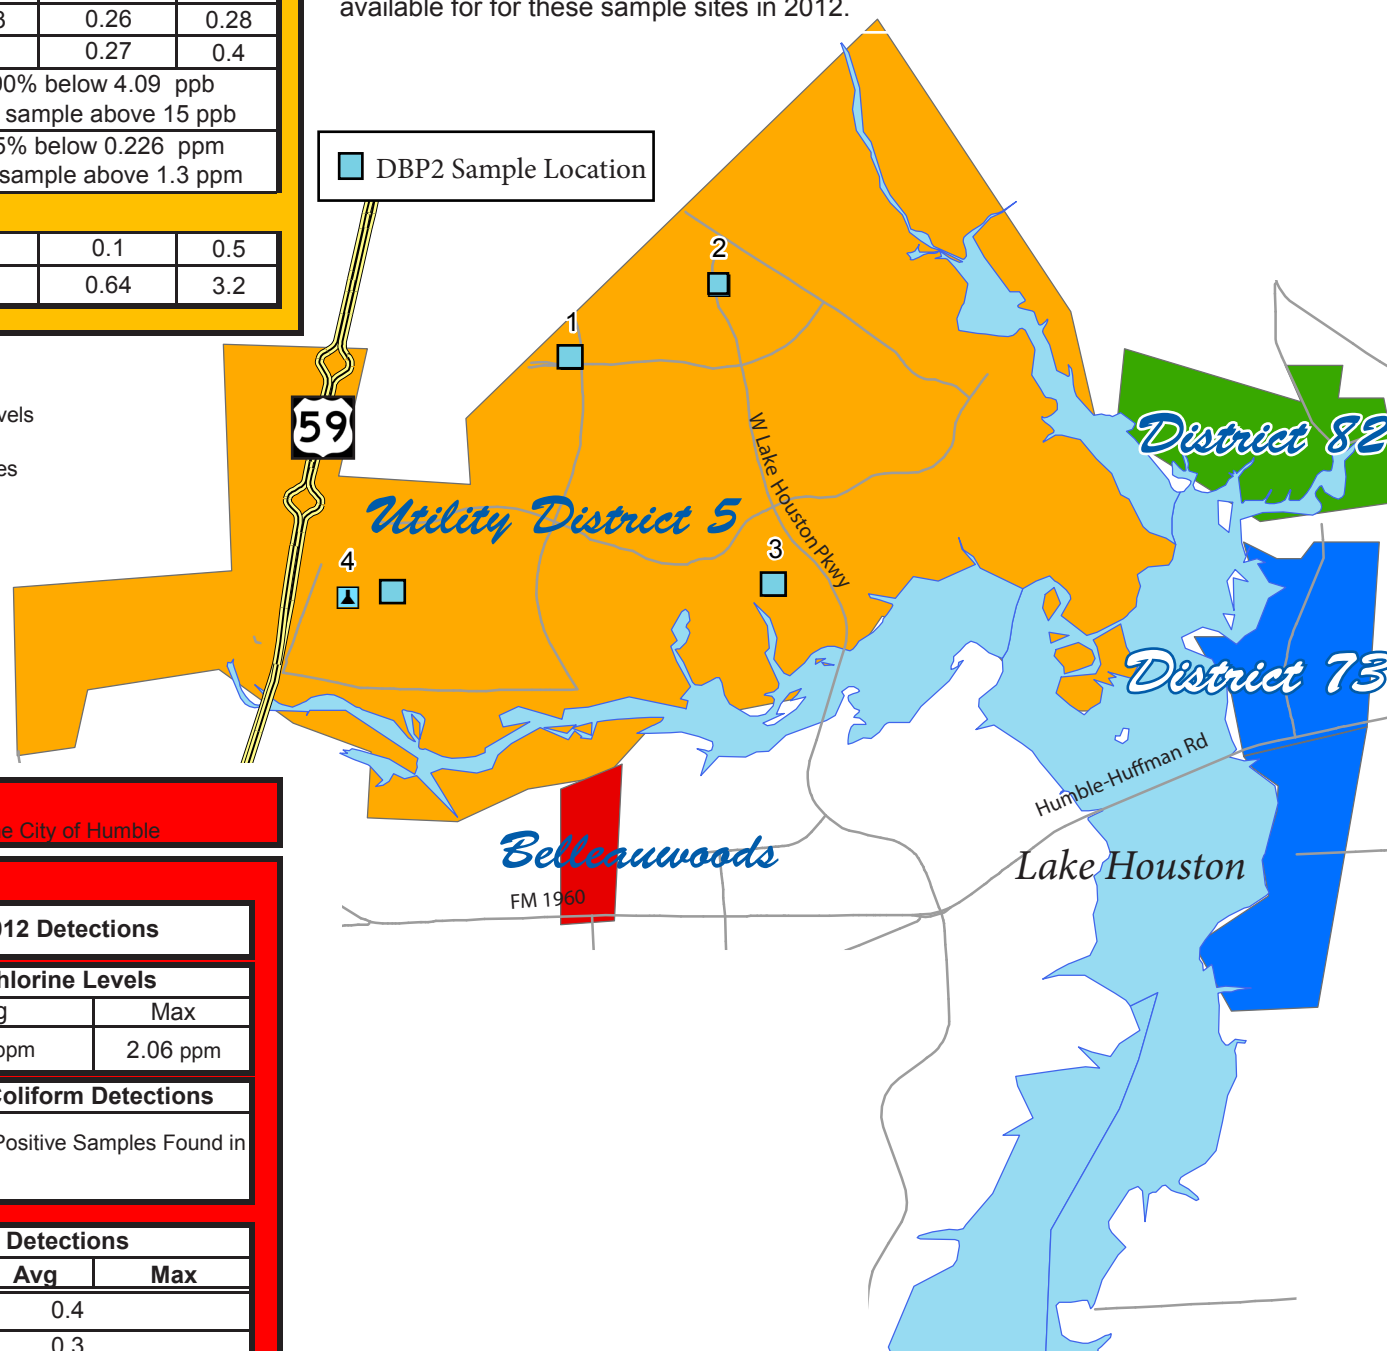 available for for these sample sites in 2012.
0.26 0.28
0.27 0.4
00% below 4.09 ppb
sample above 15 ppb
5% below 0.226 ppm
sample above 1.3 ppm
0.1 0.5
0.64 3.2
DBP2 Sample Location
2
1
59
W Lake Houston Pkwy
District 82
Utility District 5
4
3
District 73
Humble-Huffman Rd
Belleauwoods
Lake Houston
FM 1960
vels
es
e City of Humble
012 Detections
hlorine Levels
g Max
ppm 2.06 ppm
Coliform Detections
Positive Samples Found in
Detections
Avg Max
0.4
0.3